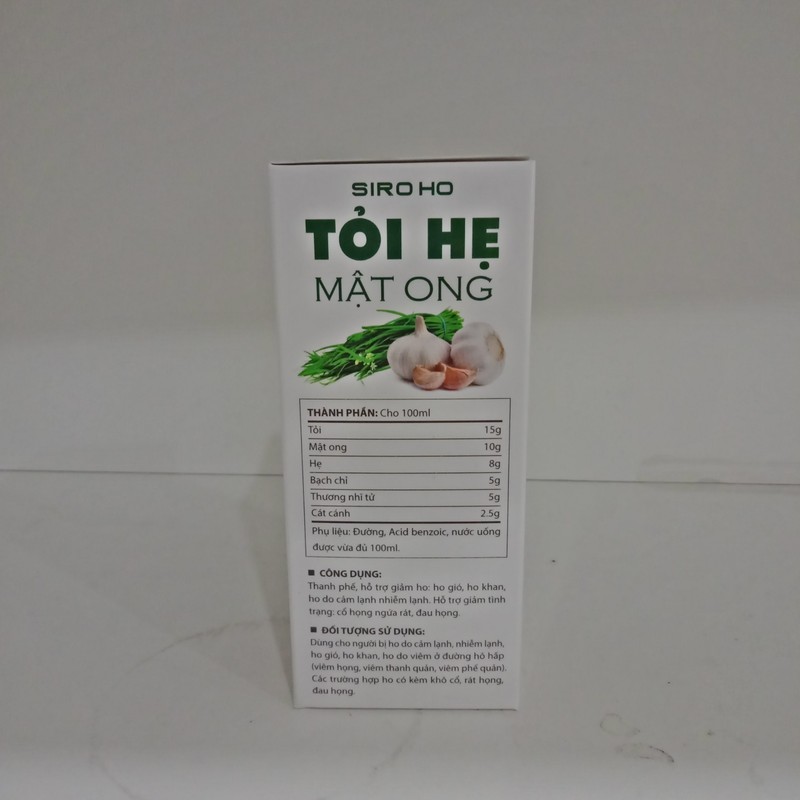 SIRO HO
TỎI HẸ
MẬT ONG
THÀNH PHẦN: Cho 100ml
Tỏi 15g
Mật ong 10g
Hẹ 8g
Bạch chỉ 5g
Thương nhĩ tử 5g
Cát cánh 2.5g
Phụ liệu: Đường, Acid benzoic, nước uống
được vừa đủ 100ml.
■ CÔNG DỤNG:
Thanh phế, hỗ trợ giảm ho: ho gió, ho khan,
ho do cảm lạnh nhiễm lạnh. Hỗ trợ giảm tình
trạng: cổ họng ngứa rát, đau họng.
■ ĐỐI TƯỢNG SỬ DỤNG:
Dùng cho người bị ho do cảm lạnh, nhiễm lạnh,
ho gió, ho khan, ho do viêm ở đường hô hấp
(viêm họng, viêm thanh quản, viêm phế quản).
Các trường hợp ho có kèm khô cổ, rát họng,
đau họng.